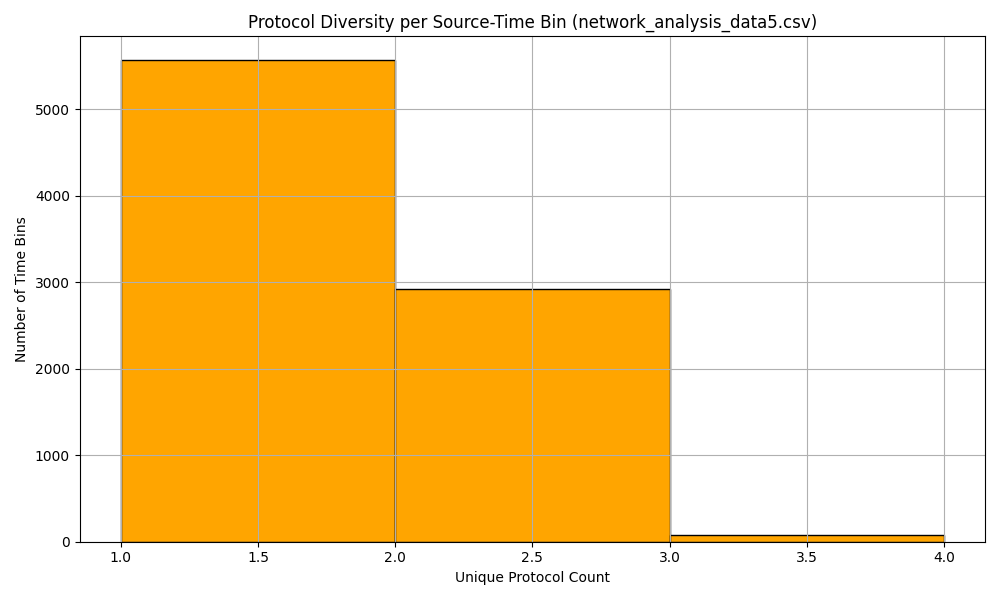 Protocol Diversity per Source-Time Bin (network_analysis_data5.csv)
Number of Time Bins
5000
4000
3000
2000
1000
0
1.0 1.5 2.0 2.5 3.0 3.5 4.0
Unique Protocol Count